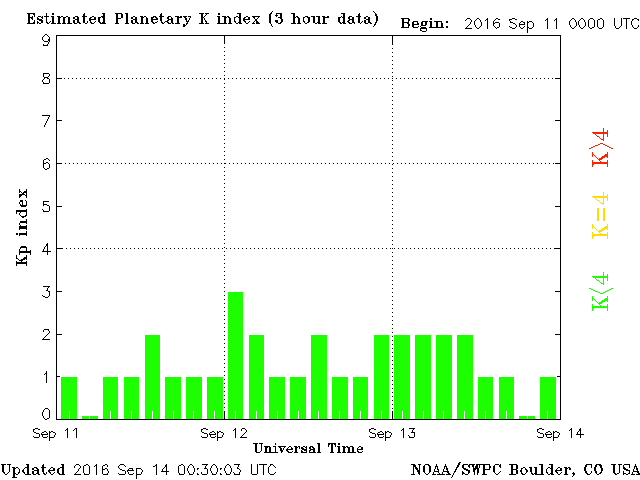 Estimated Planetary K index (3 hour data) Begin: 2016 Sep 11 0000 UTC
9
8
7
6
5
4
3
2
1
0
Kp index
K>4
K=4
K<4
Sep 11 Sep 12 Sep 13 Sep 14
Universal Time
Updated 2016 Sep 14 00:30:03 UTC NOAA/SWPC Boulder, CO USA